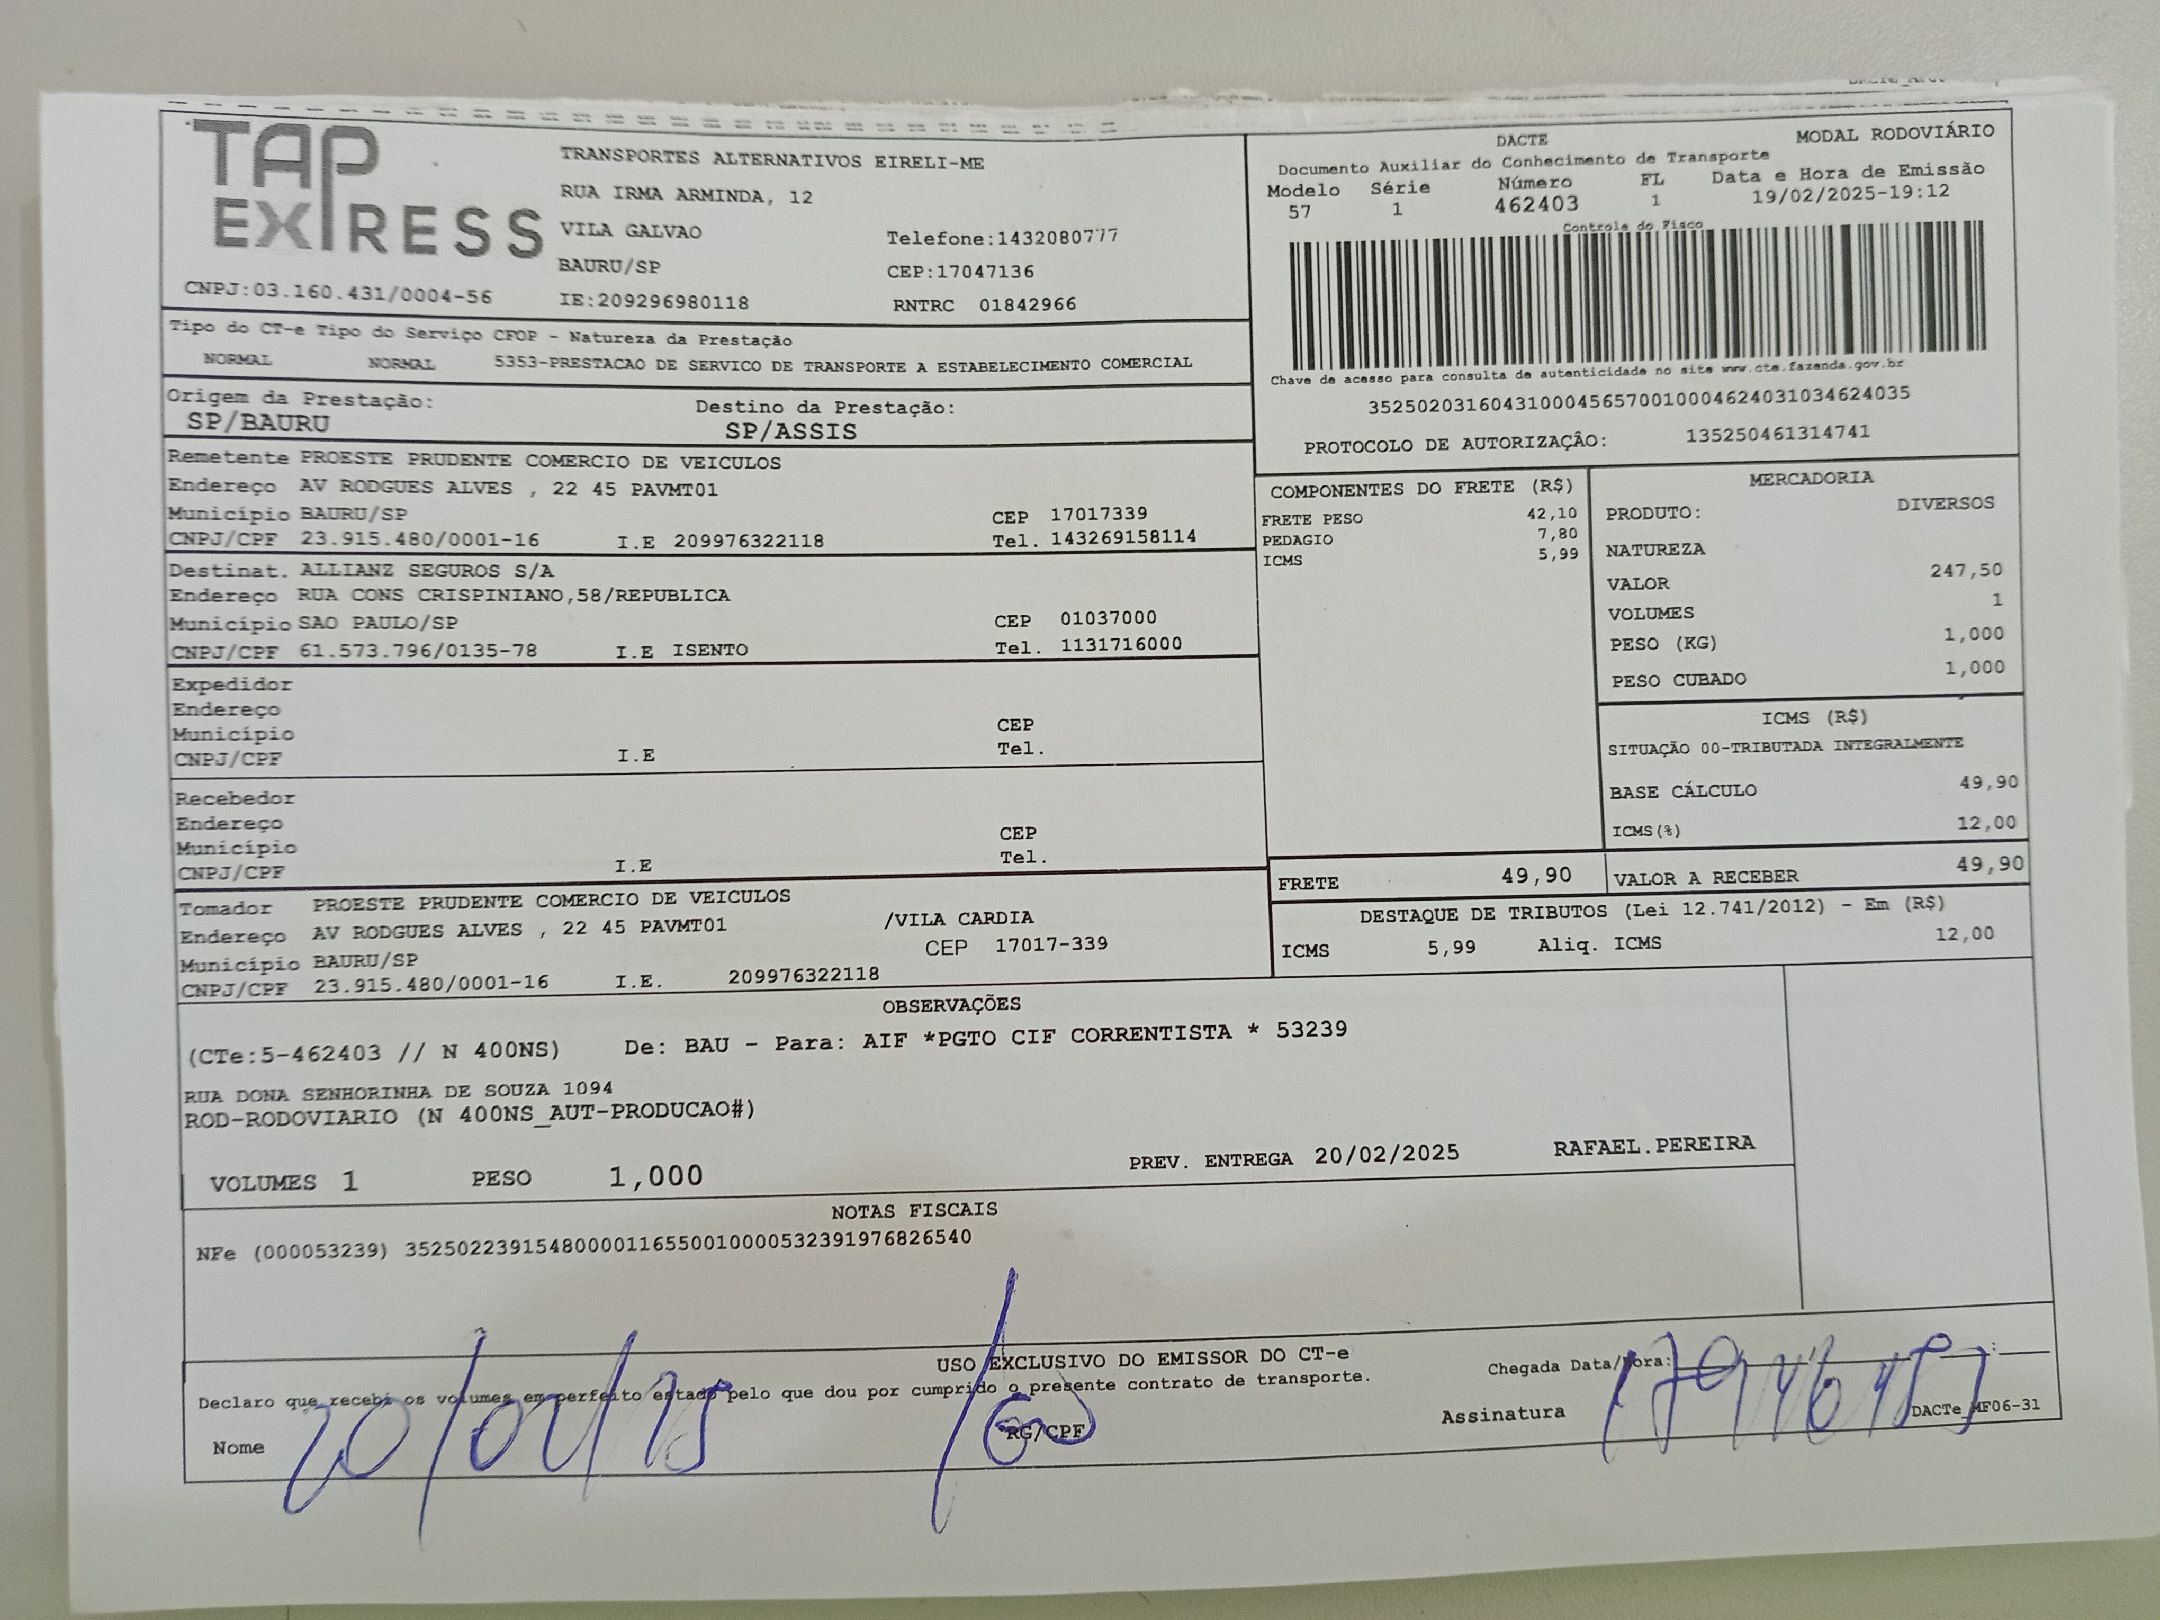 TAP
EXPRESS
CNPJ:03.160.431/0004-56
TRANSPORTES ALTERNATIVOS EIRELI-ME
RUA IRMA ARMINDA, 12
VILA GALVAO Telefone:1432080777
BAURU/SP CEP:17047136
IE:209296980118 RNTRC 01842966
DACTE MODAL RODOVIÁRIO
Documento Auxiliar do Conhecimento de Transporte
Modelo Série Número FL Data e Hora de Emissão
57 1 462403 1 19/02/2025-19:12
Controle do Fisco
Chave de acesso para consulta de autenticidade no site www.cte.fazenda.gov.br
35250203160431000456570010004624031034624035
PROTOCOLO DE AUTORIZAÇÂO: 135250461314741
Tipo do CT-e Tipo do Serviço CFOP - Natureza da Prestação
NORMAL NORMAL 5353-PRESTACAO DE SERVICO DE TRANSPORTE A ESTABELECIMENTO COMERCIAL
Origem da Prestação: Destino da Prestação:
SP/BAURU SP/ASSIS
Remetente PROESTE PRUDENTE COMERCIO DE VEICULOS
Endereço AV RODGUES ALVES , 22 45 PAVMT01
Município BAURU/SP CEP 17017339
CNPJ/CPF 23.915.480/0001-16 I.E 209976322118 Tel. 143269158114
Destinat. ALLIANZ SEGUROS S/A
Endereço RUA CONS CRISPINIANO,58/REPUBLICA
Município SAO PAULO/SP CEP 01037000
CNPJ/CPF 61.573.796/0135-78 I.E ISENTO Tel. 1131716000
Expedidor
Endereço
Município CEP
CNPJ/CPF I.E Tel.
Recebedor
Endereço
Município CEP
CNPJ/CPF I.E Tel.
Tomador PROESTE PRUDENTE COMERCIO DE VEICULOS
Endereço AV RODGUES ALVES , 22 45 PAVMT01 /VILA CARDIA
Município BAURU/SP CEP 17017-339
CNPJ/CPF 23.915.480/0001-16 I.E. 209976322118
COMPONENTES DO FRETE (R$)
FRETE PESO 42,10
PEDAGIO 7,80
ICMS 5,99
MERCADORIA
PRODUTO: DIVERSOS
NATUREZA
VALOR 247,50
VOLUMES 1
PESO (KG) 1,000
PESO CUBADO 1,000
ICMS (R$)
SITUAÇÃO 00-TRIBUTADA INTEGRALMENTE
BASE CÁLCULO 49,90
ICMS(%) 12,00
FRETE 49,90 VALOR A RECEBER 49,90
DESTAQUE DE TRIBUTOS (Lei 12.741/2012) - Em (R$)
ICMS 5,99 Aliq. ICMS 12,00
OBSERVAÇÕES
(CTe:5-462403 // N 400NS) De: BAU - Para: AIF *PGTO CIF CORRENTISTA * 53239
RUA DONA SENHORINHA DE SOUZA 1094
ROD-RODOVIARIO (N 400NS_AUT-PRODUCAO#)
VOLUMES 1 PESO 1,000 PREV. ENTREGA 20/02/2025 RAFAEL.PEREIRA
NOTAS FISCAIS
NFe (000053239) 35250223915480000116550010000532391976826540
USO EXCLUSIVO DO EMISSOR DO CT-e
Declaro que recebi os volumes em perfeito estado pelo que dou por cumprido o presente contrato de transporte.
Chegada Data/Hora:
Nome RG/CPF Assinatura
DACTe_MF06-31